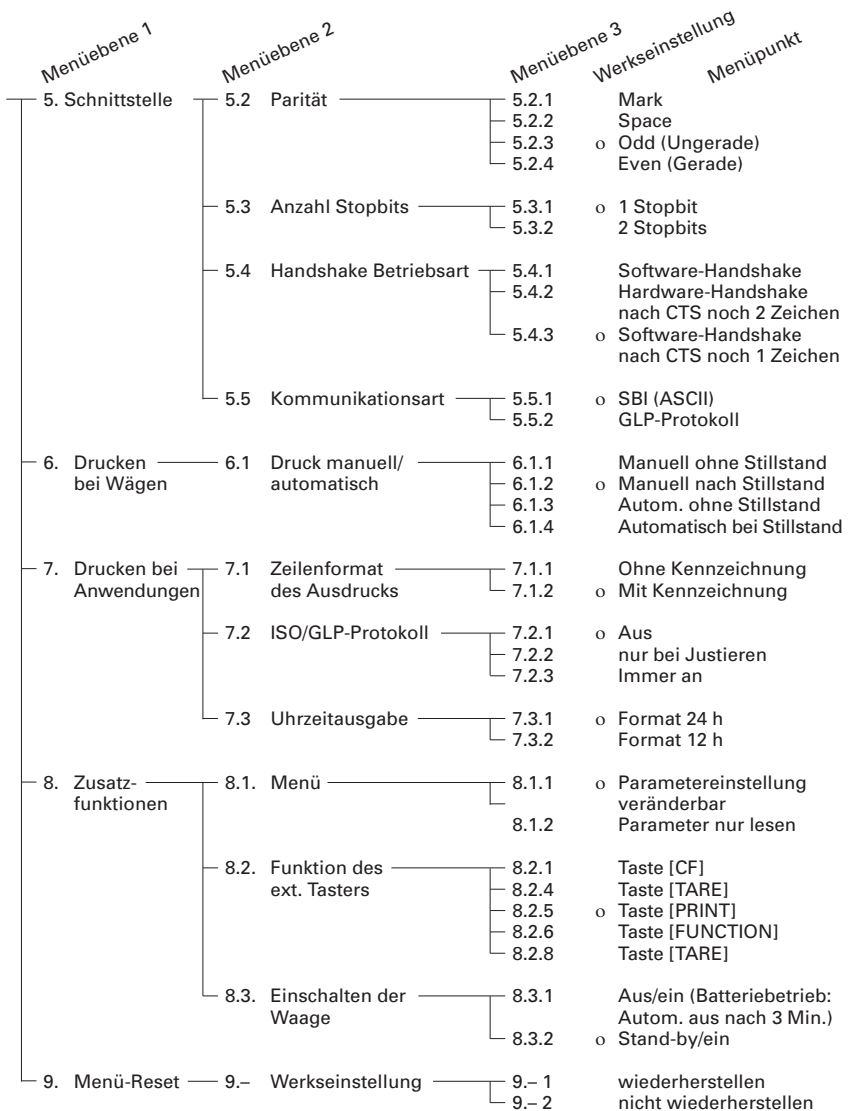 Menüebene 1 Menüebene 2 Menüebene 3 Werkseinstellung Menüpunkt
5. Schnittstelle 5.2 Parität 5.2.1 Mark
5.2.2 Space
5.2.3 o Odd (Ungerade)
5.2.4 Even (Gerade)
5.3 Anzahl Stopbits 5.3.1 o 1 Stopbit
5.3.2 2 Stopbits
5.4 Handshake Betriebsart 5.4.1 Software-Handshake
5.4.2 Hardware-Handshake
nach CTS noch 2 Zeichen
5.4.3 o Software-Handshake
nach CTS noch 1 Zeichen
5.5 Kommunikationsart 5.5.1 o SBI (ASCII)
5.5.2 GLP-Protokoll
6. Drucken 6.1 Druck manuell/ 6.1.1 Manuell ohne Stillstand
bei Wägen automatisch 6.1.2 o Manuell nach Stillstand
6.1.3 Autom. ohne Stillstand
6.1.4 Automatisch bei Stillstand
7. Drucken bei 7.1 Zeilenformat 7.1.1 Ohne Kennzeichnung
Anwendungen des Ausdrucks 7.1.2 o Mit Kennzeichnung
7.2 ISO/GLP-Protokoll 7.2.1 o Aus
7.2.2 nur bei Justieren
7.2.3 Immer an
7.3 Uhrzeitausgabe 7.3.1 o Format 24 h
7.3.2 Format 12 h
8. Zusatz- 8.1. Menü 8.1.1 o Parametereinstellung
funktionen veränderbar
8.1.2 Parameter nur lesen
8.2. Funktion des 8.2.1 Taste [CF]
ext. Tasters 8.2.4 Taste [TARE]
8.2.5 o Taste [PRINT]
8.2.6 Taste [FUNCTION]
8.2.8 Taste [TARE]
8.3. Einschalten der 8.3.1 Aus/ein (Batteriebetrieb:
Waage Autom. aus nach 3 Min.)
8.3.2 o Stand-by/ein
9. Menü-Reset 9.– Werkseinstellung 9.– 1 wiederherstellen
9.– 2 nicht wiederherstellen